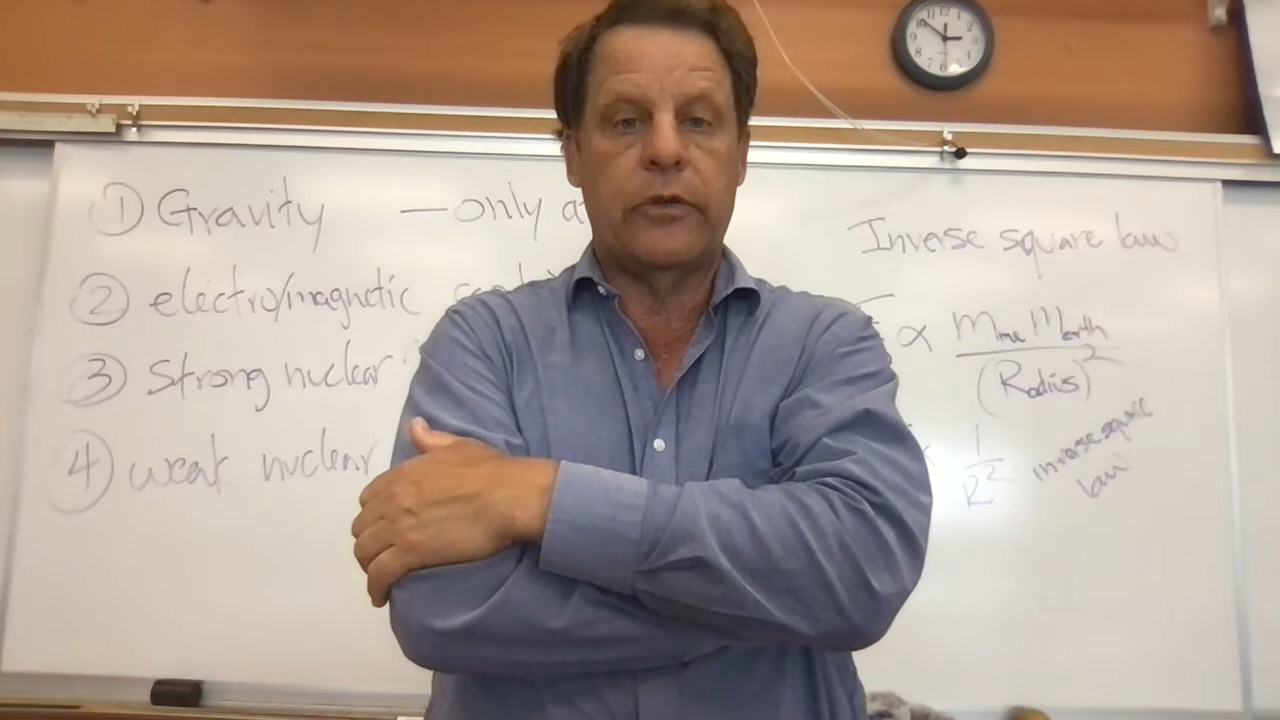 ① Gravity — only a
② electro/magnetic
③ Strong nuclear
④ weak nuclear
Inverse square law
∝ Mme Mearth
(Radius)²
1
R²
inverse square
law